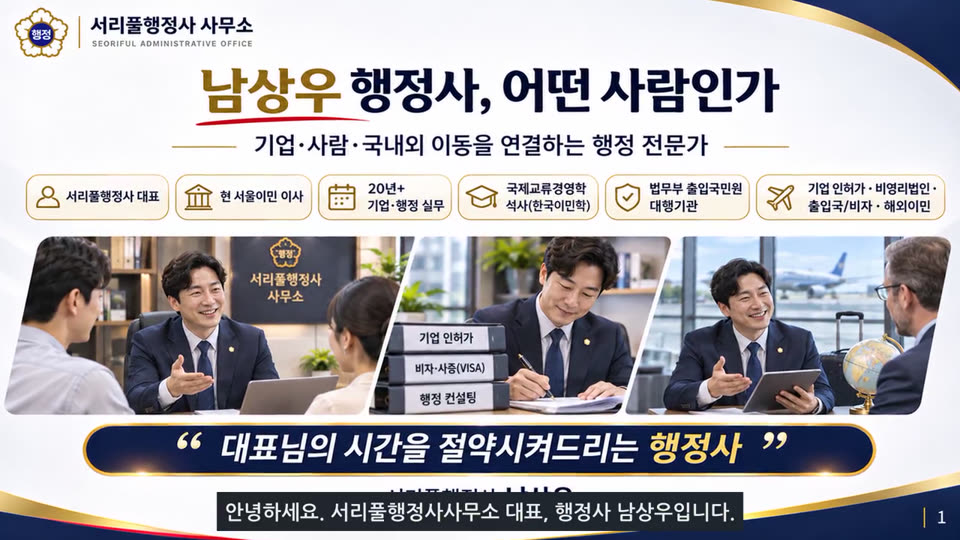 행정
서리풀행정사 사무소
SEORIFUL ADMINISTRATIVE OFFICE
남상우 행정사, 어떤 사람인가
기업·사람·국내외 이동을 연결하는 행정 전문가
서리풀행정사 대표
현 서울이민 이사
20년+
기업·행정 실무
국제교류경영학
석사(한국이민학)
법무부 출입국민원
대행기관
기업 인허가·비영리법인·
출입국/비자·해외이민
행정
서리풀행정사
사무소
기업 인허가
비자·사증(VISA)
행정 컨설팅
“ 대표님의 시간을 절약시켜드리는 행정사 ”
안녕하세요. 서리풀행정사사무소 대표, 행정사 남상우입니다.
1